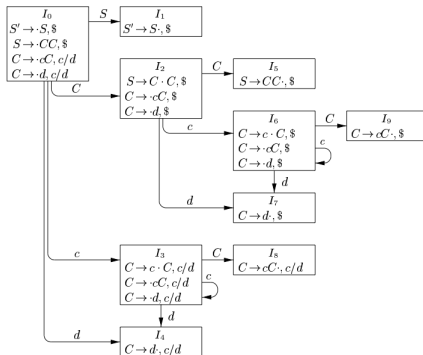 I₀
S' → ·S, $
S → ·CC, $
C → ·cC, c/d
C → ·d, c/d
S
I₁
S' → S·, $
C
I₂
S → C · C, $
C → ·cC, $
C → ·d, $
C
I₅
S → CC·, $
c
I₆
C → c · C, $
C → ·cC, $
C → ·d, $
C
I₉
C → cC·, $
c
d
d
I₇
C → d·, $
c
I₃
C → c · C, c/d
C → ·cC, c/d
C → ·d, c/d
C
I₈
C → cC·, c/d
c
d
d
I₄
C → d·, c/d